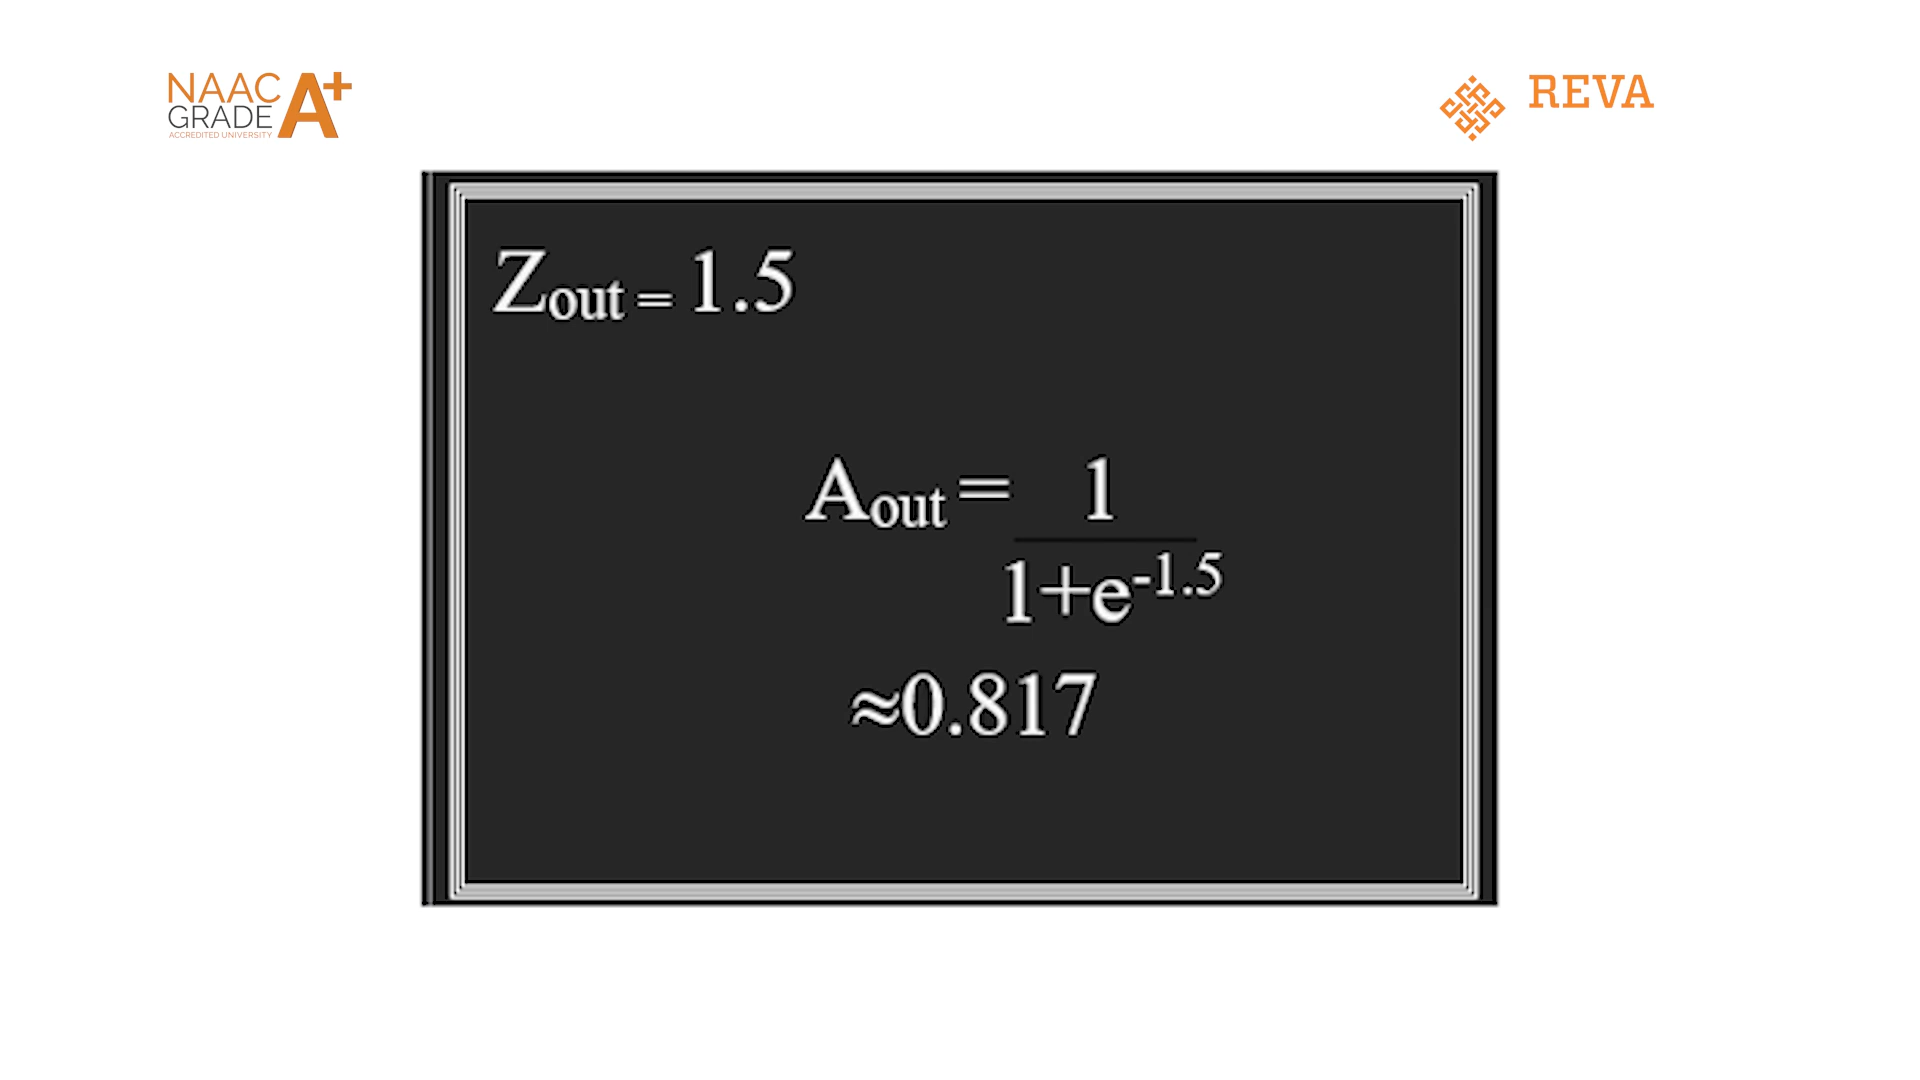 NAAC
GRADE
A+
ACCREDITED UNIVERSITY
REVA
Zout = 1.5
Aout = 1
1+e-1.5
≈0.817